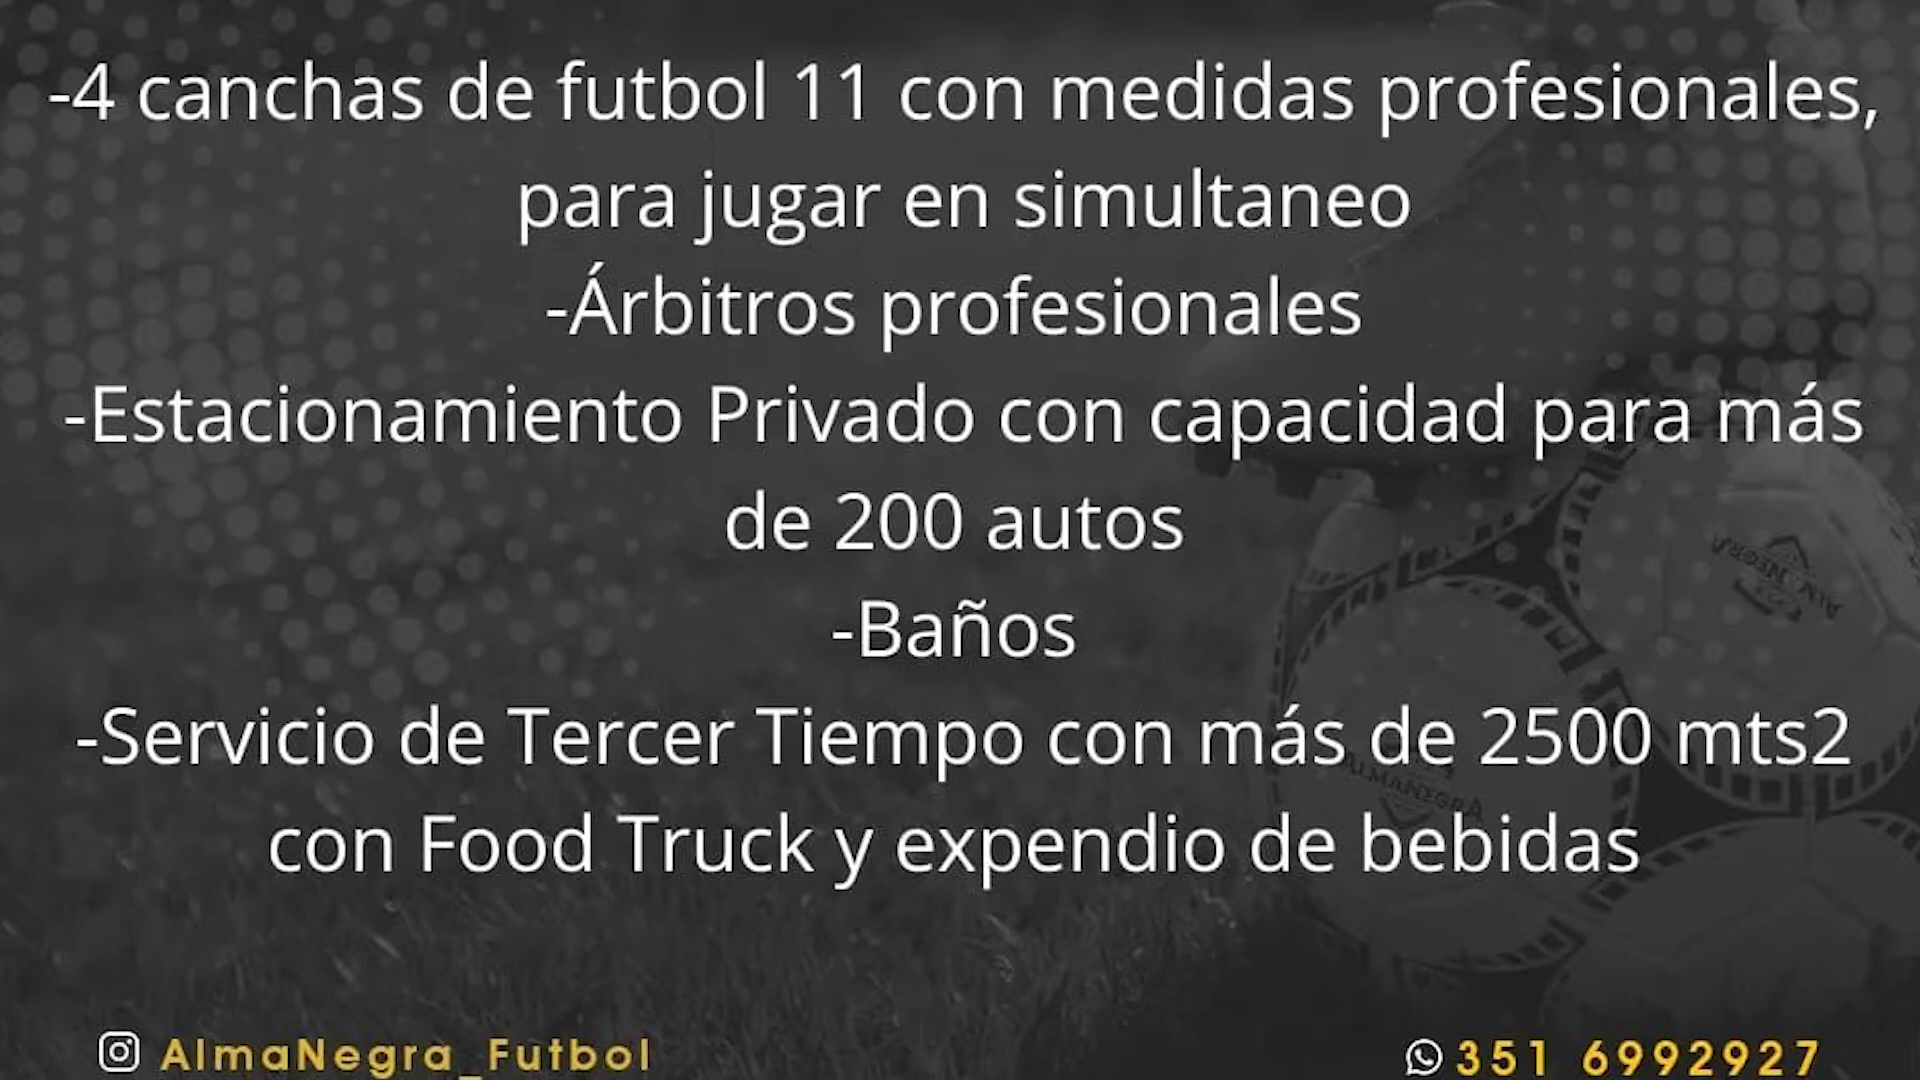 -4 canchas de futbol 11 con medidas profesionales,
para jugar en simultaneo
-Árbitros profesionales
-Estacionamiento Privado con capacidad para más
de 200 autos
-Baños
-Servicio de Tercer Tiempo con más de 2500 mts2
con Food Truck y expendio de bebidas
ALMANEGRA
ALMANEGRA
AlmaNegra_Futbol
351 6992927